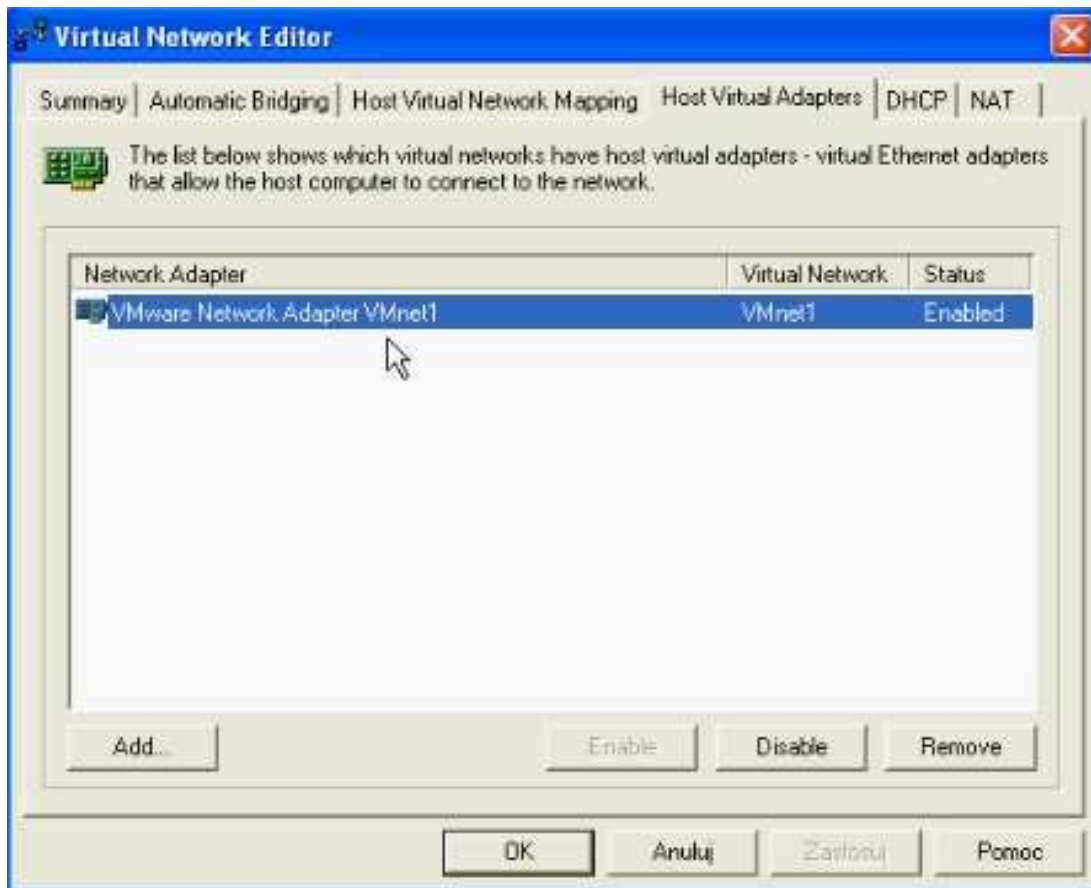 Virtual Network Editor
Summary Automatic Bridging Host Virtual Network Mapping Host Virtual Adapters DHCP NAT
The list below shows which virtual networks have host virtual adapters - virtual Ethernet adapters
that allow the host computer to connect to the network.
Network Adapter Virtual Network Status
VMware Network Adapter VMnet1 VMnet1 Enabled
Add... Enable Disable Remove
OK Anuluj Zastosuj Pomoc